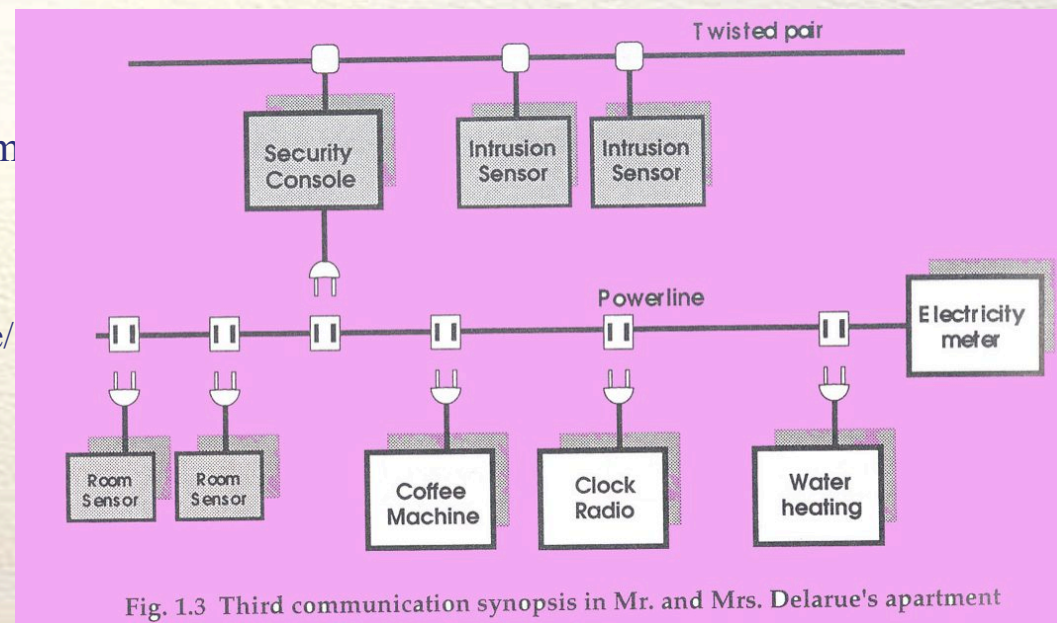 Twisted pair
Security
Console
Intrusion
Sensor
Intrusion
Sensor
m
Powerline
Electricity
meter
e/
Room
Sensor
Room
Sensor
Coffee
Machine
Clock
Radio
Water
heating
Fig. 1.3 Third communication synopsis in Mr. and Mrs. Delarue's apartment